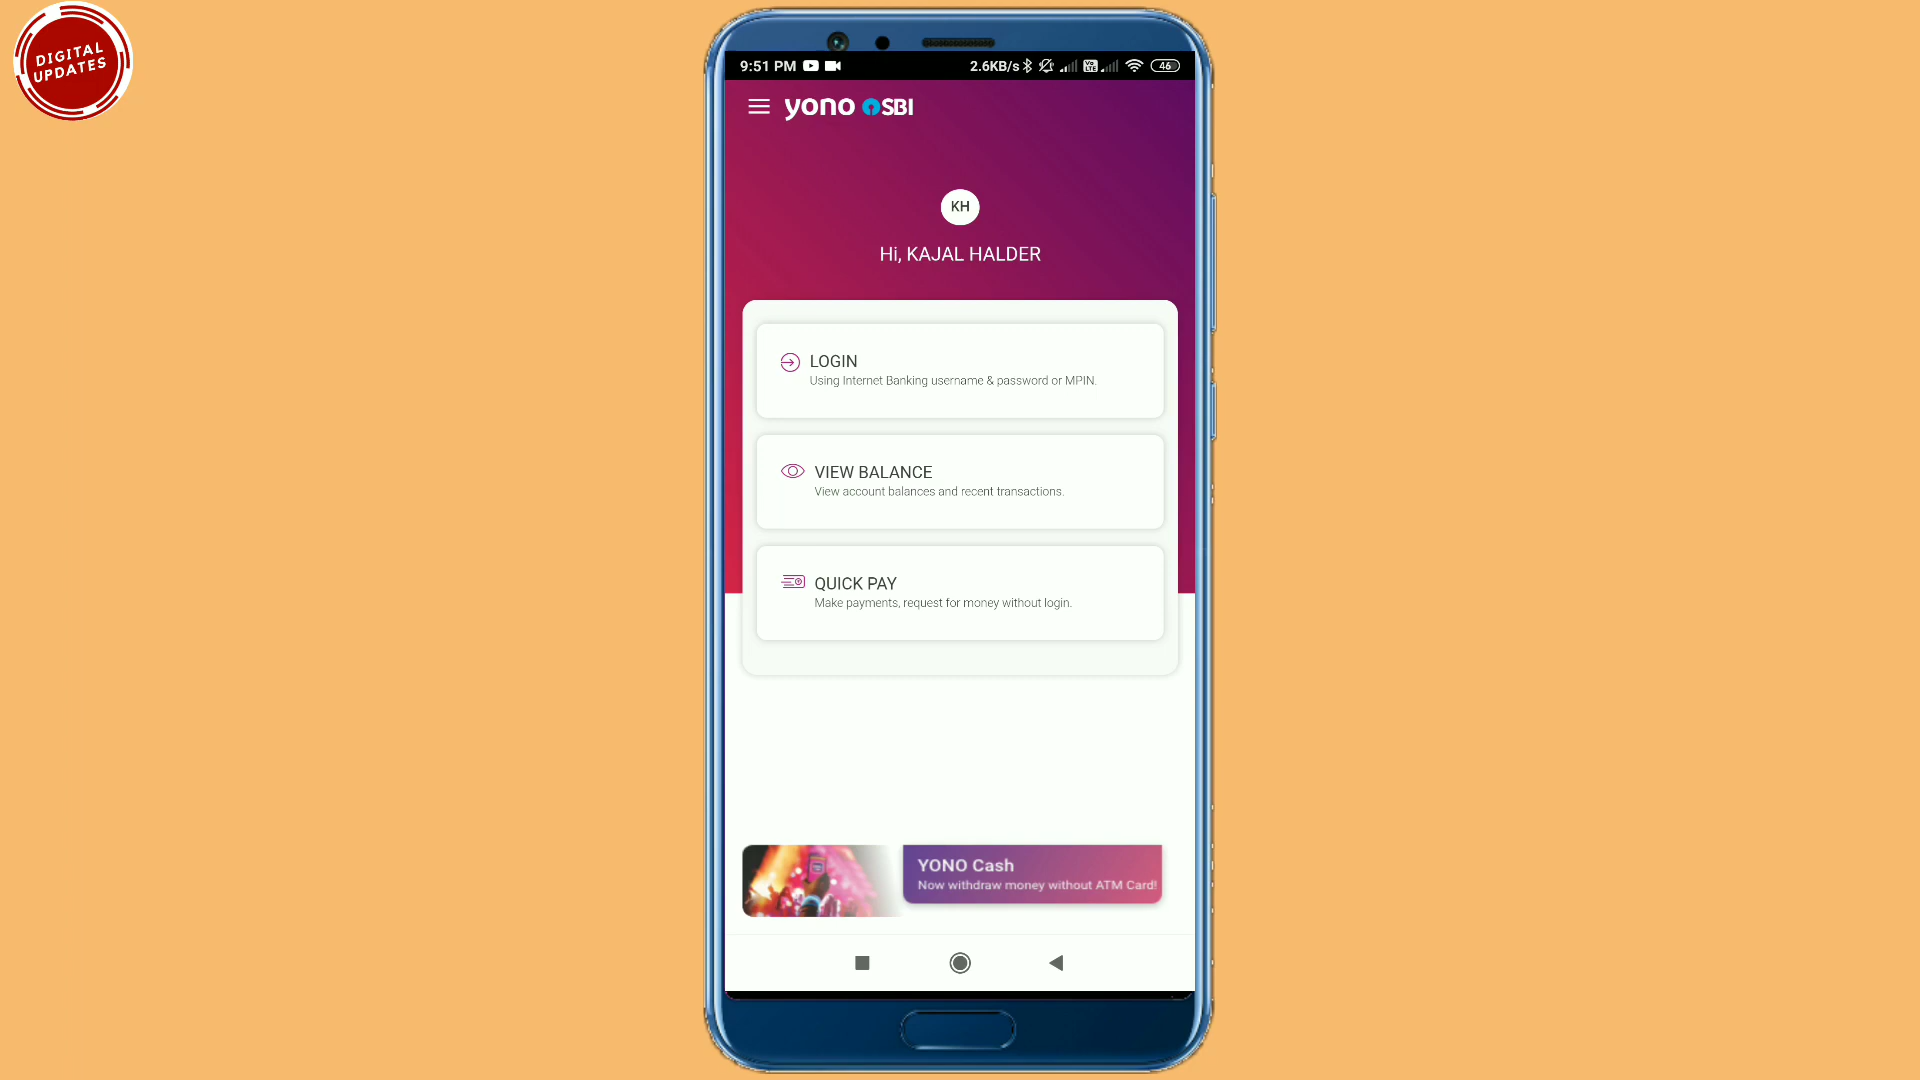 DIGITAL
UPDATES
9:51 PM
2.6KB/s
Vo
LTE
46
yono SBI
KH
Hi, KAJAL HALDER
LOGIN
Using Internet Banking username & password or MPIN.
VIEW BALANCE
View account balances and recent transactions.
QUICK PAY
Make payments, request for money without login.
YONO Cash
Now withdraw money without ATM Card!